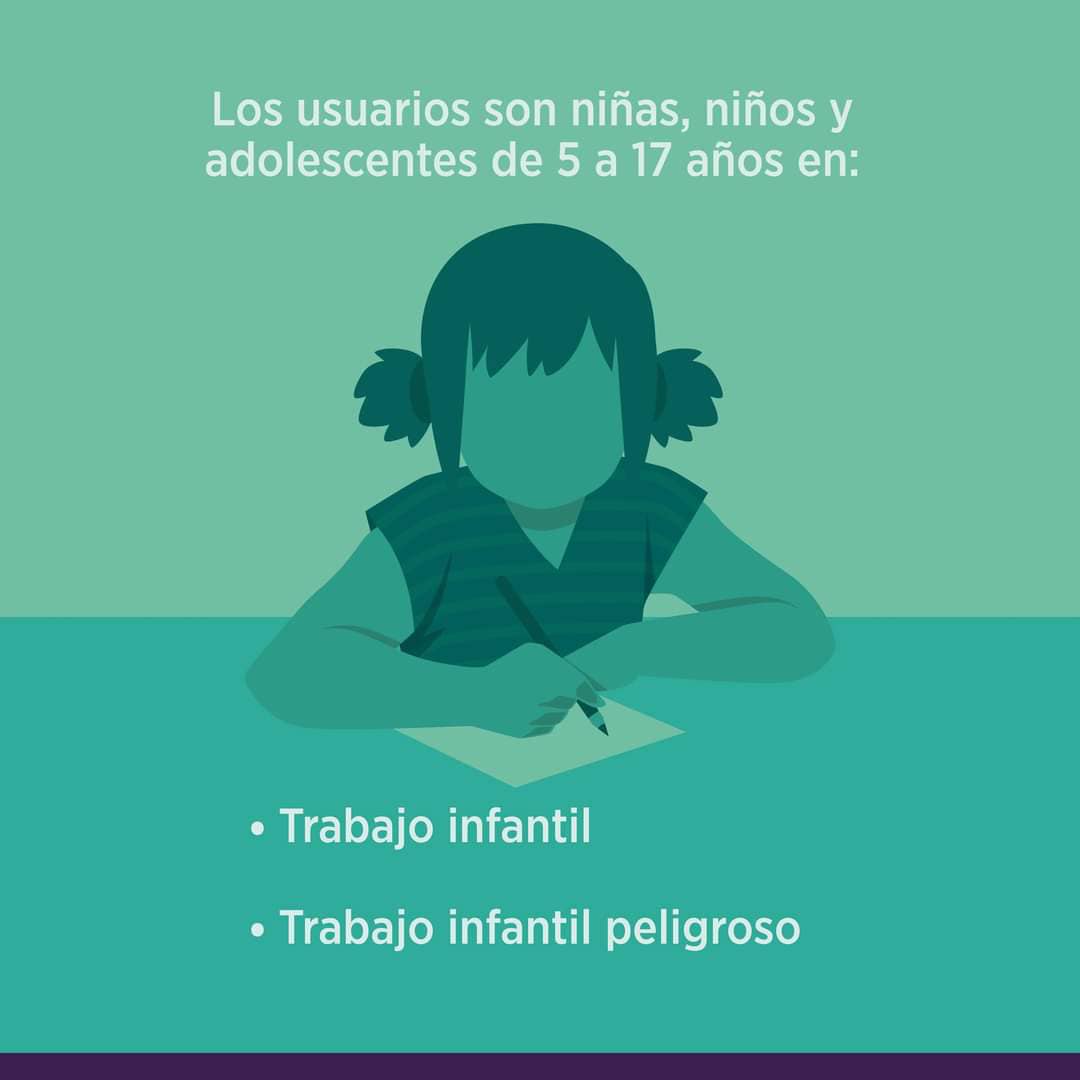 Los usuarios son niñas, niños y
adolescentes de 5 a 17 años en:
• Trabajo infantil
• Trabajo infantil peligroso